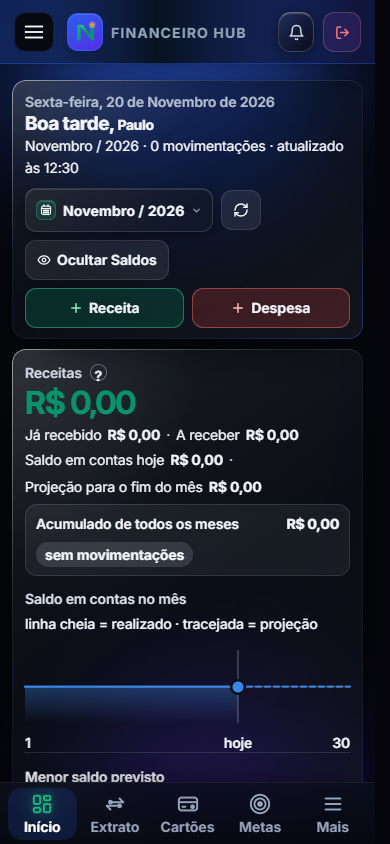 N FINANCEIRO HUB
Sexta-feira, 20 de Novembro de 2026
Boa tarde, Paulo
Novembro / 2026 · 0 movimentações · atualizado
às 12:30
Novembro / 2026
Ocultar Saldos
+ Receita
+ Despesa
Receitas ?
R$ 0,00
Já recebido R$ 0,00 · A receber R$ 0,00
Saldo em contas hoje R$ 0,00 ·
Projeção para o fim do mês R$ 0,00
Acumulado de todos os meses R$ 0,00
sem movimentações
Saldo em contas no mês
linha cheia = realizado · tracejada = projeção
1 hoje 30
Menor saldo previsto
Início Extrato Cartões Metas Mais